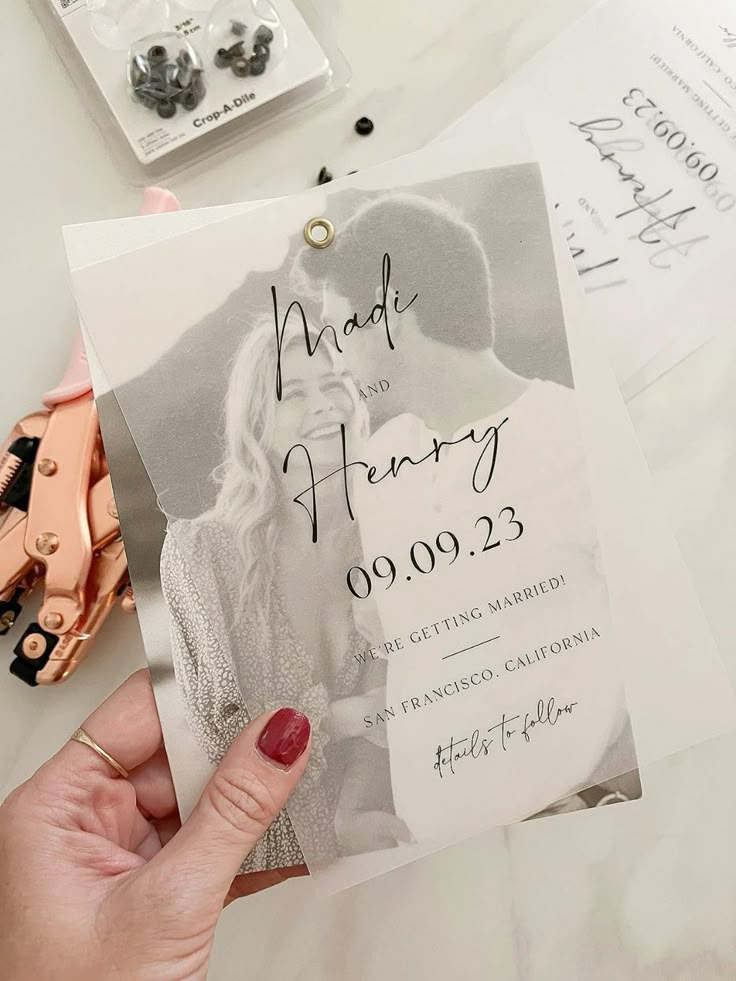 3/16"
Crop-A-Dile
Madi
AND
Henry
09.09.23
WE'RE GETTING MARRIED!
SAN FRANCISCO, CALIFORNIA
details to follow
CO, CALIFORNIA
GETTING MARRIED!
09.09.23
Henry
AND